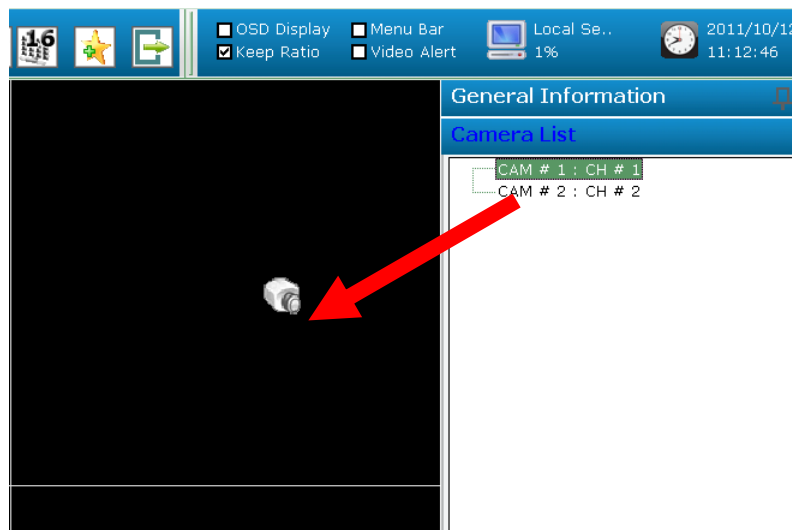 16
OSD Display
Menu Bar
Local Se..
2011/10/12
Keep Ratio
Video Alert
1%
11:12:46
General Information
Camera List
CAM # 1 : CH # 1
CAM # 2 : CH # 2